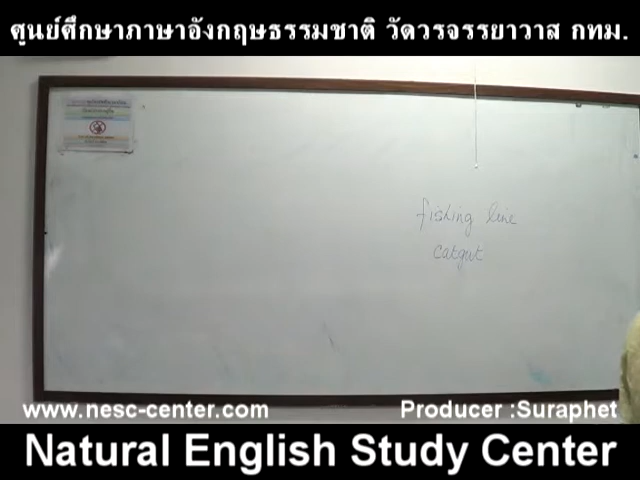 ศูนย์ศึกษาภาษาอังกฤษธรรมชาติ วัดวรจรรยาวาส กทม.
fishing line
catgut
www.nesc-center.com
Producer :Suraphet
Natural English Study Center